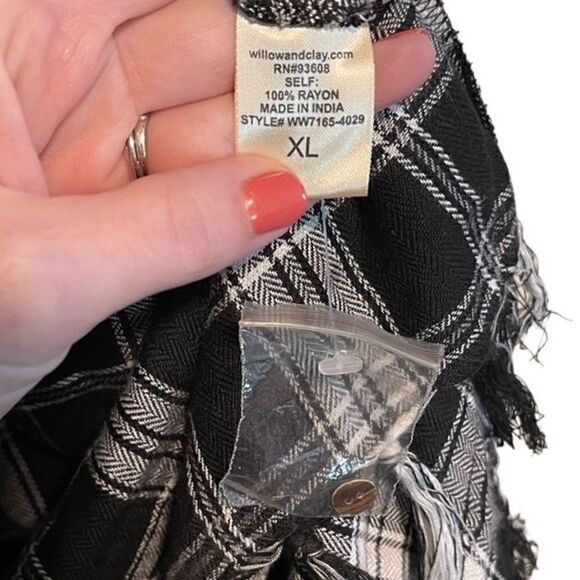 willowandclay.com
RN#93608
SELF:
100% RAYON
MADE IN INDIA
STYLE# WW7165-4029
XL